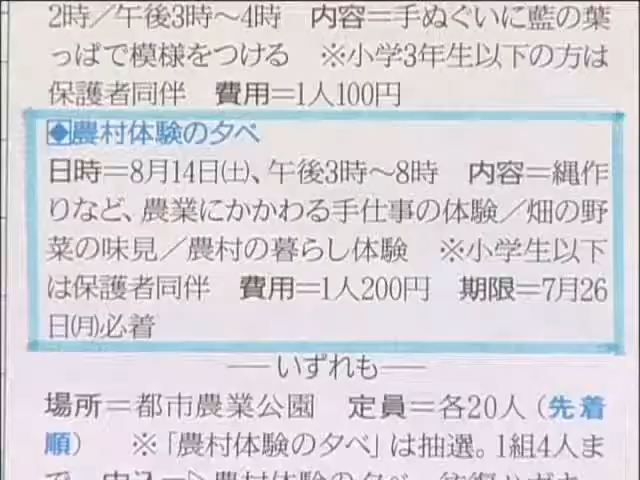 2時／午後3時～4時　内容＝手ぬぐいに藍の葉
っぱで模様をつける　※小学3年生以下の方は
保護者同伴　費用＝1人100円
◆農村体験の夕べ
日時＝8月14日㈯、午後3時～8時　内容＝縄作
りなど、農業にかかわる手仕事の体験／畑の野
菜の味見／農村の暮らし体験　※小学生以下
は保護者同伴　費用＝1人200円　期限＝7月26
日㈪必着
──いずれも──
場所＝都市農業公園　定員＝各20人（先着
順）　※「農村体験の夕べ」は抽選。1組4人ま